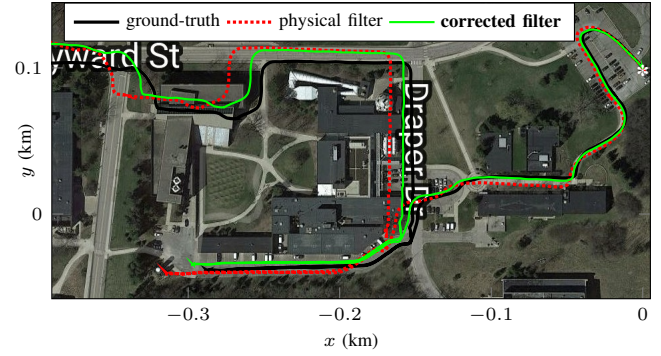 ground-truth physical filter corrected filter
yward St
0.1
Draper D
y (km)
0
−0.3 −0.2 −0.1 0
x (km)